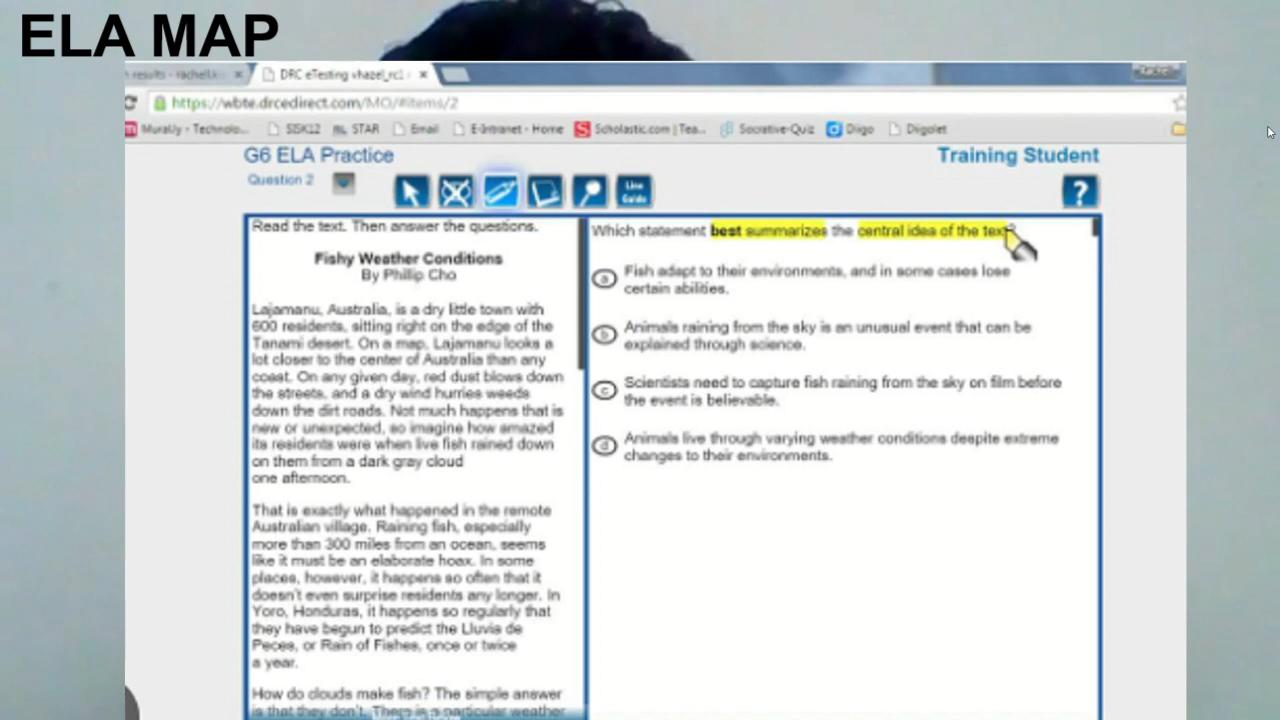 ELA MAP
DRC eTesting
https://wbte.drcedirect.com/MO/#items/2
Murally - Technolo... SISK12 STAR Email E-Intranet - Home Scholastic.com | Tea... Socrative-Quiz Diigo Diigolet
G6 ELA Practice
Training Student
Question 2
Line
Guide
?
Read the text. Then answer the questions.
Fishy Weather Conditions
By Phillip Cho
Lajamanu, Australia, is a dry little town with
600 residents, sitting right on the edge of the
Tanami desert. On a map, Lajamanu looks a
lot closer to the center of Australia than any
coast. On any given day, red dust blows down
the streets, and a dry wind hurries weeds
down the dirt roads. Not much happens that is
new or unexpected, so imagine how amazed
its residents were when live fish rained down
on them from a dark gray cloud
one afternoon.
That is exactly what happened in the remote
Australian village. Raining fish, especially
more than 300 miles from an ocean, seems
like it must be an elaborate hoax. In some
places, however, it happens so often that it
doesn't even surprise residents any longer. In
Yoro, Honduras, it happens so regularly that
they have begun to predict the Lluvia de
Peces, or Rain of Fishes, once or twice
a year.
How do clouds make fish? The simple answer
is that they don't. There is a particular weather
Which statement best summarizes the central idea of the text?
a Fish adapt to their environments, and in some cases lose
certain abilities.
b Animals raining from the sky is an unusual event that can be
explained through science.
c Scientists need to capture fish raining from the sky on film before
the event is believable.
d Animals live through varying weather conditions despite extreme
changes to their environments.